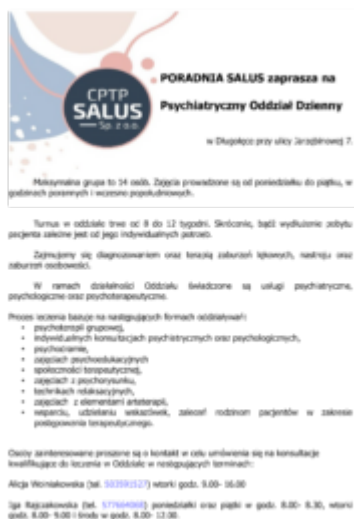 CPTP
SALUS
Sp. z o.o.
PORADNIA SALUS zaprasza na
Psychiatryczny Oddział Dzienny
w Długołęce przy ulicy Jarzębinowej 7.
Maksymalna grupa to 14 osób. Zajęcia prowadzone są od poniedziałku do piątku, w
godzinach porannych i wczesno popołudniowych.
Turnus w oddziale trwa od 8 do 12 tygodni. Skrócenie, bądź wydłużenie pobytu
pacjenta zależne jest od jego indywidualnych potrzeb.
Zajmujemy się diagnozowaniem oraz terapią zaburzeń lękowych, nastroju oraz
zaburzeń osobowości.
W ramach działalności Oddziału świadczone są usługi psychiatryczne,
psychologiczne oraz psychoterapeutyczne.
Proces leczenia bazuje na następujących formach oddziaływań:
• psychoterapii grupowej,
• indywidualnych konsultacjach psychiatrycznych oraz psychologicznych,
• psychodramie,
• zajęciach psychoedukacyjnych
• społeczności terapeutycznej,
• zajęciach z psychorysunku,
• technikach relaksacyjnych,
• zajęciach z elementami arteterapii,
• wsparciu, udzielaniu wskazówek, zaleceń rodzinom pacjentów w zakresie
postępowania terapeutycznego.
Osoby zainteresowane proszone są o kontakt w celu umówienia się na konsultacje
kwalifikujące do leczenia w Oddziale w następujących terminach:
Alicja Woźniakowska (tel. 503591527) wtorki godz. 9.00- 16.00
Iga (tel. 577604068) poniedziałki oraz piątki w godz. 8.00- 8.30, wtorki
godz. 8.00- 9.00 i środy w godz. 8.00- 12.00.